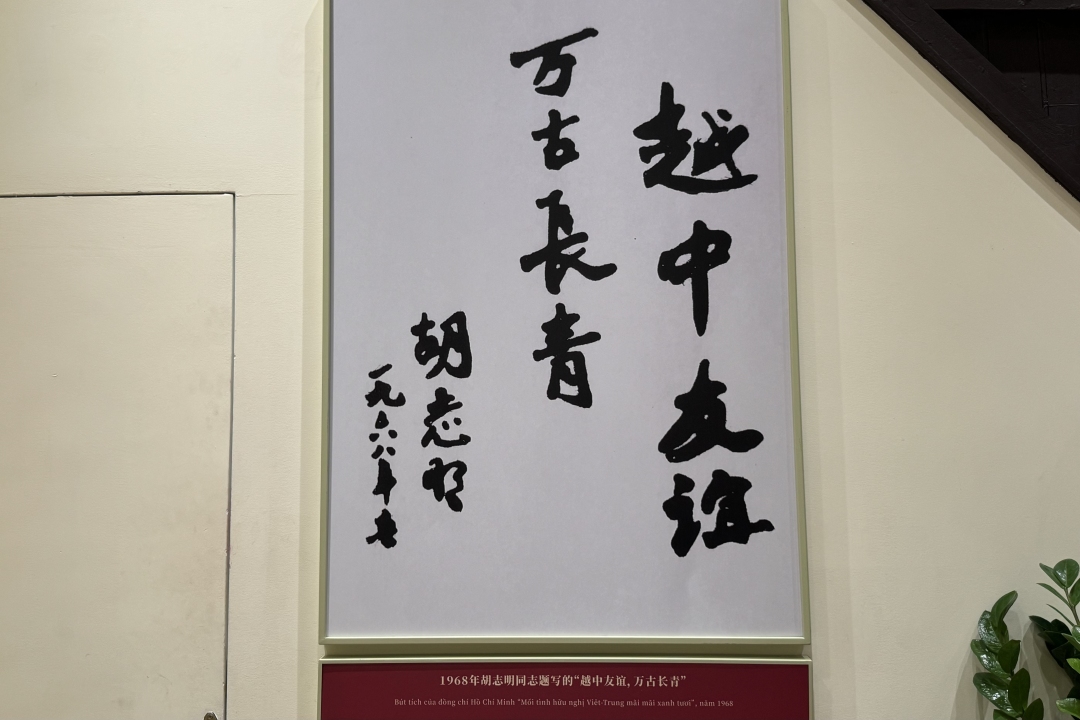 越中友谊
万古長青
胡志明
一九六八年
1968年胡志明同志题写的“越中友谊, 万古长青”
Bút tích của đồng chí Hồ Chí Minh "Mối tình hữu nghị Việt-Trung mãi mãi xanh tươi", năm 1968